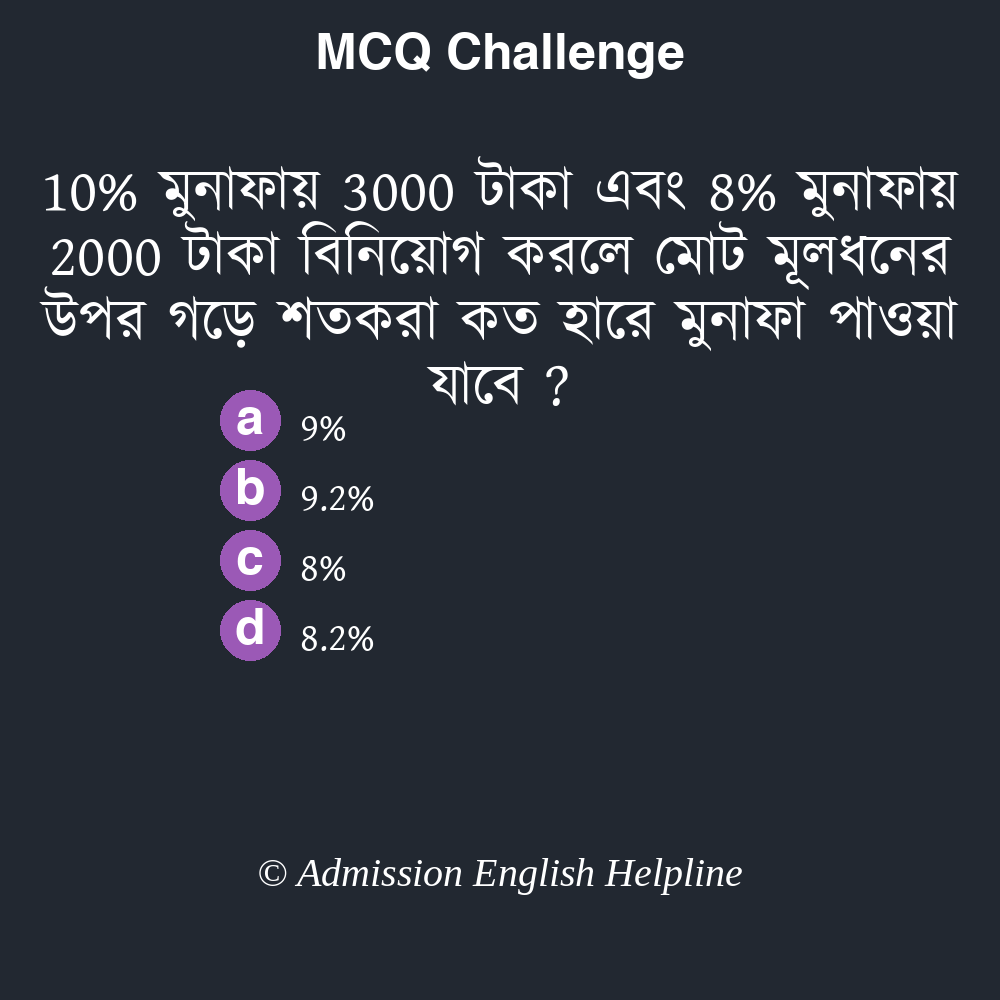 MCQ Challenge
10% মুনাফায় 3000 টাকা এবং 8% মুনাফায়
2000 টাকা বিনিয়োগ করলে মোট মূলধনের
উপর গড়ে শতকরা কত হারে মুনাফা পাওয়া
যাবে ?
a 9%
b 9.2%
c 8%
d 8.2%
© Admission English Helpline